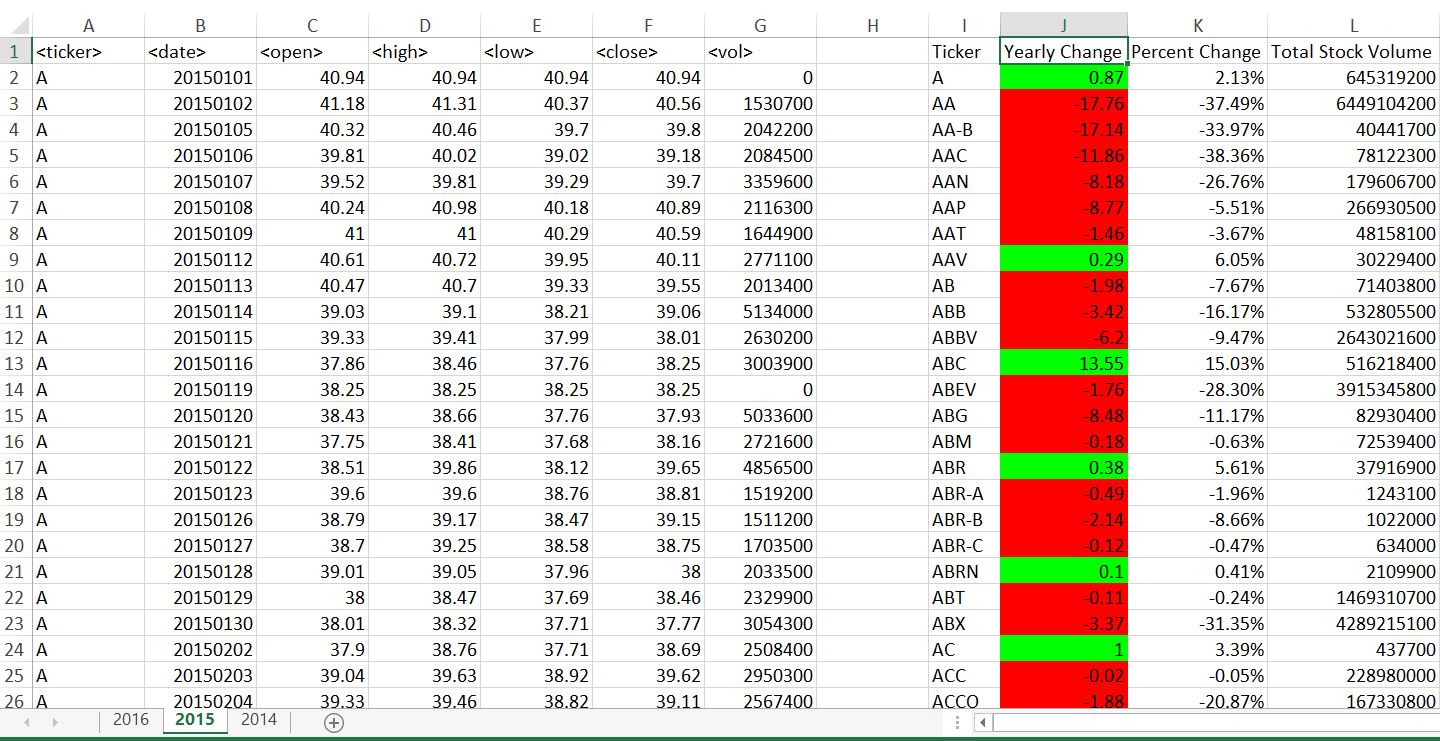 A B C D E F G H I J K L
1 <ticker> <date> <open> <high> <low> <close> <vol> Ticker Yearly Change Percent Change Total Stock Volume
2 A 20150101 40.94 40.94 40.94 40.94 0 A 0.87 2.13% 645319200
3 A 20150102 41.18 41.31 40.37 40.56 1530700 AA -17.76 -37.49% 6449104200
4 A 20150105 40.32 40.46 39.7 39.8 2042200 AA-B -17.14 -33.97% 40441700
5 A 20150106 39.81 40.02 39.02 39.18 2084500 AAC -11.86 -38.36% 78122300
6 A 20150107 39.52 39.81 39.29 39.7 3359600 AAN -8.18 -26.76% 179606700
7 A 20150108 40.24 40.98 40.18 40.89 2116300 AAP -8.77 -5.51% 266930500
8 A 20150109 41 41 40.29 40.59 1644900 AAT -1.46 -3.67% 48158100
9 A 20150112 40.61 40.72 39.95 40.11 2771100 AAV 0.29 6.05% 30229400
10 A 20150113 40.47 40.7 39.33 39.55 2013400 AB -1.98 -7.67% 71403800
11 A 20150114 39.03 39.1 38.21 39.06 5134000 ABB -3.42 -16.17% 532805500
12 A 20150115 39.33 39.41 37.99 38.01 2630200 ABBV -6.2 -9.47% 2643021600
13 A 20150116 37.86 38.46 37.76 38.25 3003900 ABC 13.55 15.03% 516218400
14 A 20150119 38.25 38.25 38.25 38.25 0 ABEV -1.76 -28.30% 3915345800
15 A 20150120 38.43 38.66 37.76 37.93 5033600 ABG -8.48 -11.17% 82930400
16 A 20150121 37.75 38.41 37.68 38.16 2721600 ABM -0.18 -0.63% 72539400
17 A 20150122 38.51 39.86 38.12 39.65 4856500 ABR 0.38 5.61% 37916900
18 A 20150123 39.6 39.6 38.76 38.81 1519200 ABR-A -0.49 -1.96% 1243100
19 A 20150126 38.79 39.17 38.47 39.15 1511200 ABR-B -2.14 -8.66% 1022000
20 A 20150127 38.7 39.25 38.58 38.75 1703500 ABR-C -0.12 -0.47% 634000
21 A 20150128 39.01 39.05 37.96 38 2033500 ABRN 0.1 0.41% 2109900
22 A 20150129 38 38.47 37.69 38.46 2329900 ABT -0.11 -0.24% 1469310700
23 A 20150130 38.01 38.32 37.71 37.77 3054300 ABX -3.37 -31.35% 4289215100
24 A 20150202 37.9 38.76 37.71 38.69 2508400 AC 1 3.39% 437700
25 A 20150203 39.04 39.63 38.92 39.62 2950300 ACC -0.02 -0.05% 228980000
26 A 20150204 39.33 39.46 38.82 39.11 2567400 ACCO -1.88 -20.87% 167330800
2016 2015 2014